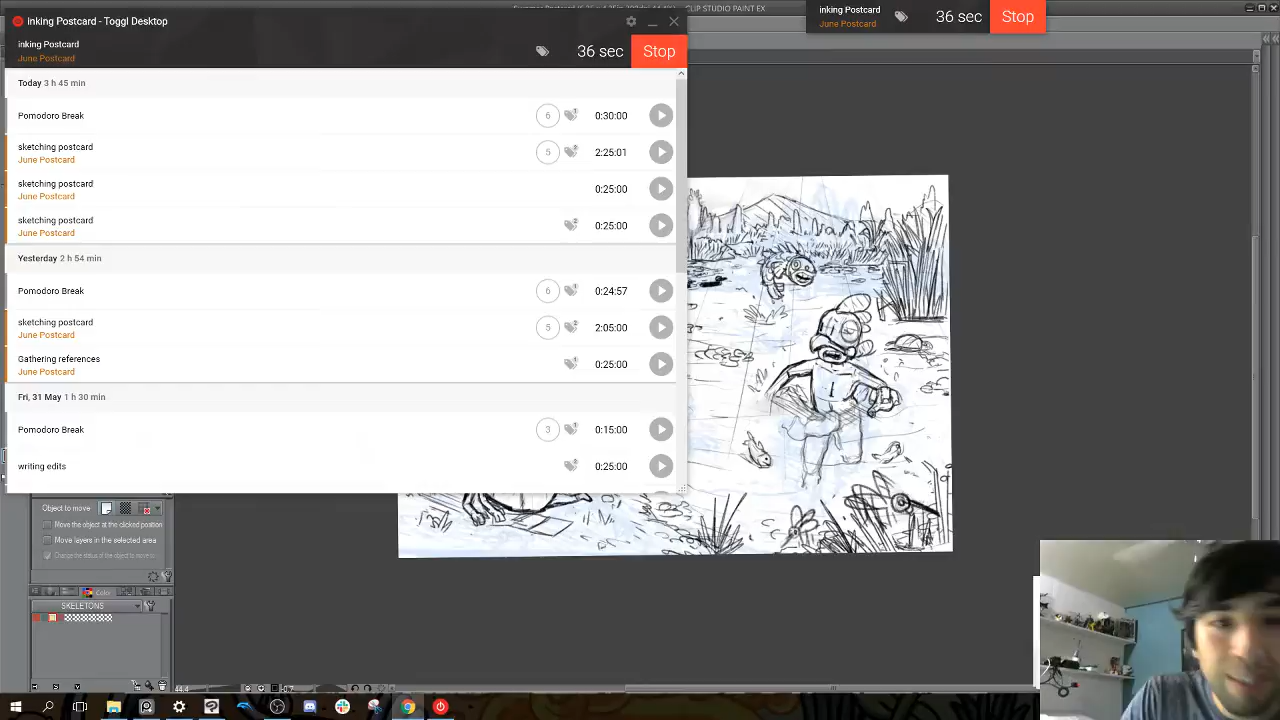 inking Postcard - Toggl Desktop
CLIP STUDIO PAINT EX
inking Postcard
June Postcard
36 sec
Stop
inking Postcard
June Postcard
36 sec
Stop
Today 3 h 45 min
Pomodoro Break
6
0:30:00
sketching postcard
June Postcard
5
2:25:01
sketching postcard
June Postcard
0:25:00
sketching postcard
June Postcard
0:25:00
Yesterday 2 h 54 min
Pomodoro Break
6
0:24:57
sketching postcard
June Postcard
5
2:05:00
Gathering references
June Postcard
0:25:00
Fri, 31 May 1 h 30 min
Pomodoro Break
3
0:15:00
writing edits
0:25:00
Object to move
Move the object at the clicked position
Move layers in the selected area
Color
SKELETONS
44.4